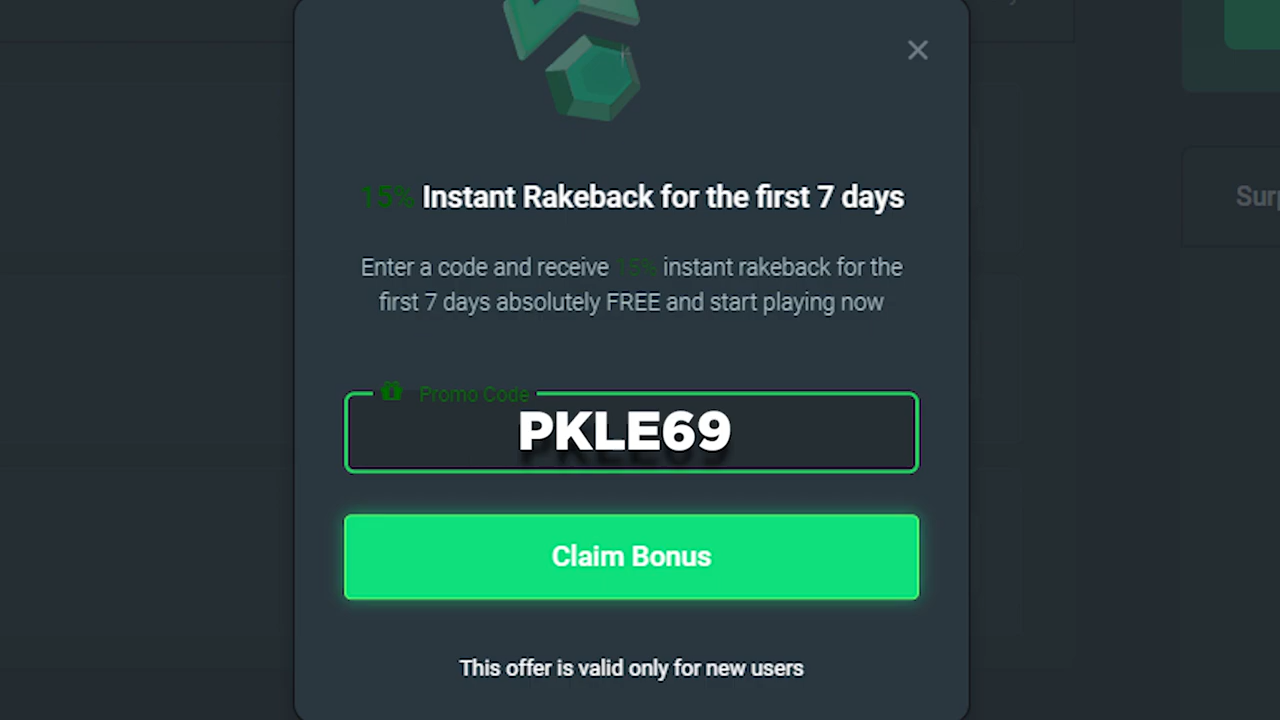 15% Instant Rakeback for the first 7 days
Enter a code and receive 15% instant rakeback for the
first 7 days absolutely FREE and start playing now
Promo Code
PKLE69
Claim Bonus
This offer is valid only for new users